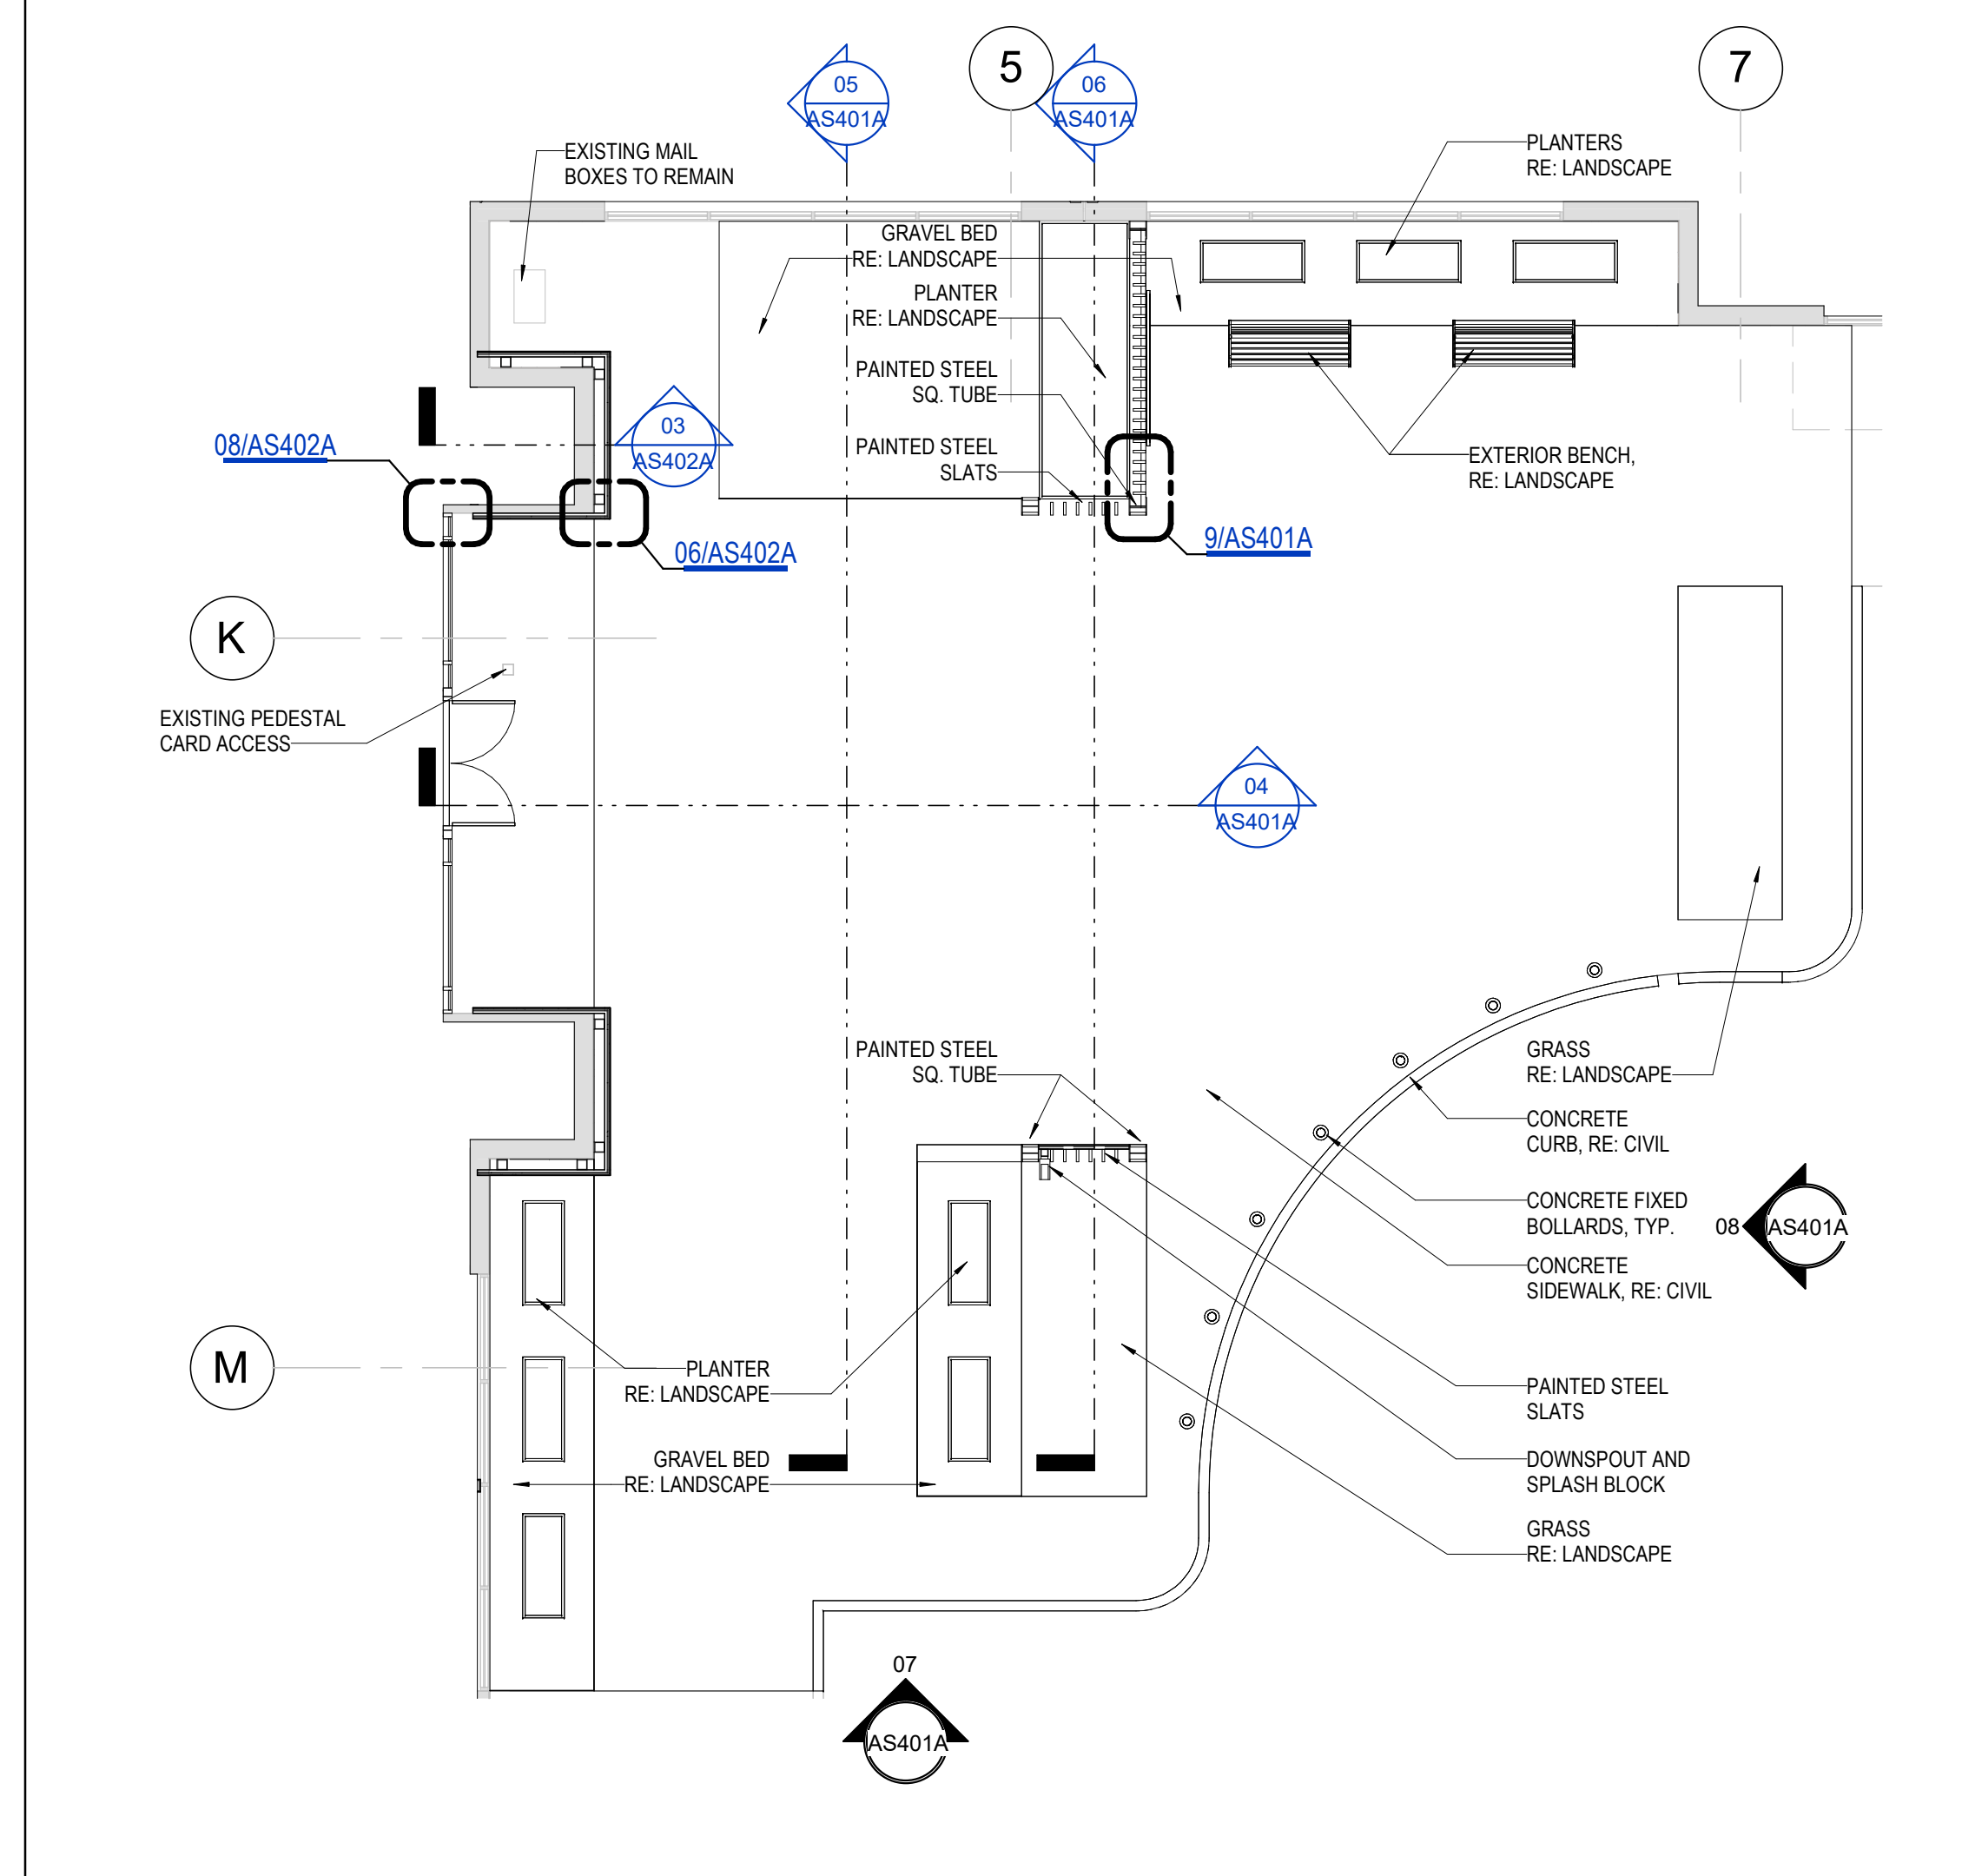 05
AS401A
5
06
AS401A
7
EXISTING MAIL
BOXES TO REMAIN
PLANTERS
RE: LANDSCAPE
GRAVEL BED
RE: LANDSCAPE
PLANTER
RE: LANDSCAPE
PAINTED STEEL
SQ. TUBE
PAINTED STEEL
SLATS
03
AS402A
08/AS402A
06/AS402A
9/AS401A
EXTERIOR BENCH,
RE: LANDSCAPE
K
EXISTING PEDESTAL
CARD ACCESS
04
AS401A
PAINTED STEEL
SQ. TUBE
GRASS
RE: LANDSCAPE
CONCRETE
CURB, RE: CIVIL
CONCRETE FIXED
BOLLARDS, TYP.
08
AS401A
CONCRETE
SIDEWALK, RE: CIVIL
M
PLANTER
RE: LANDSCAPE
PAINTED STEEL
SLATS
GRAVEL BED
RE: LANDSCAPE
DOWNSPOUT AND
SPLASH BLOCK
GRASS
RE: LANDSCAPE
07
AS401A